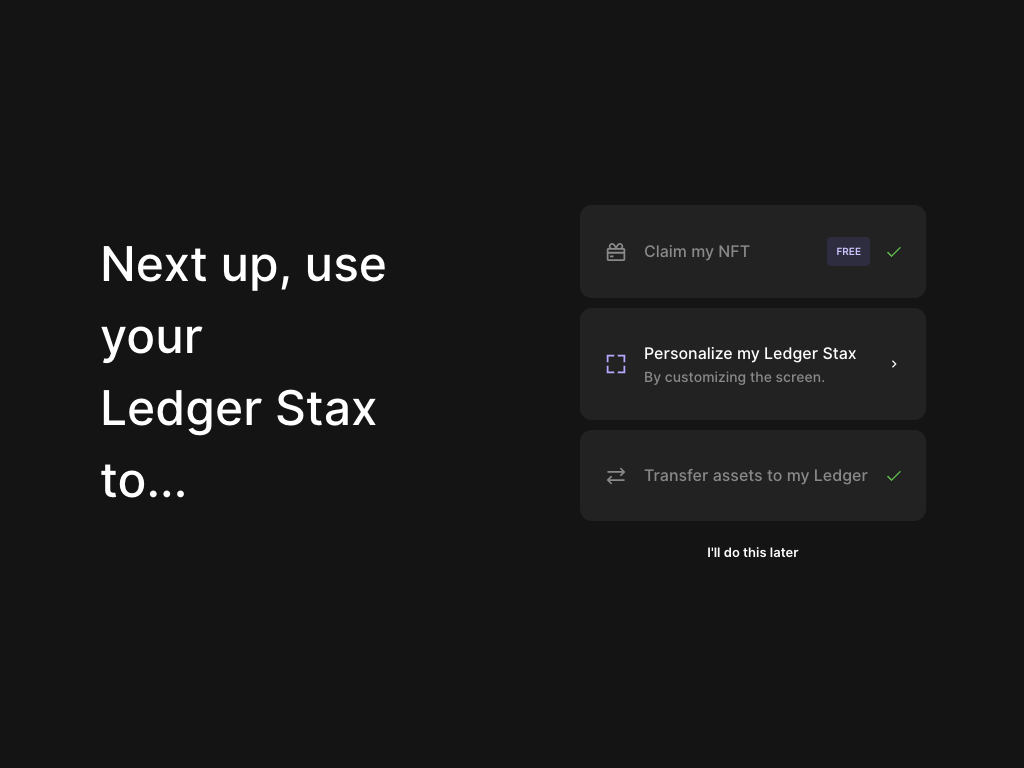 Next up, use
your
Ledger Stax
to...
Claim my NFT
FREE
Personalize my Ledger Stax
By customizing the screen.
Transfer assets to my Ledger
I'll do this later